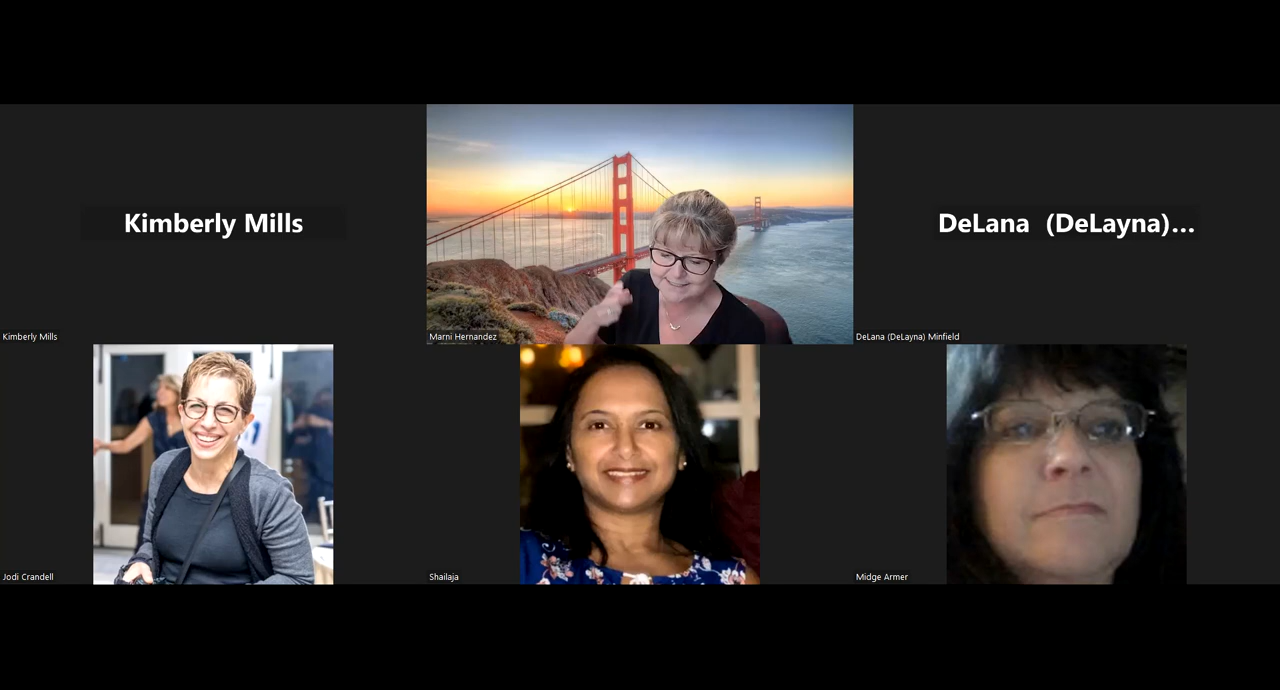 Kimberly Mills
DeLana (DeLayna)...
Kimberly Mills
Marni Hernandez
DeLana (DeLayna) Minfield
Jodi Crandell
Shailaja
Midge Armer